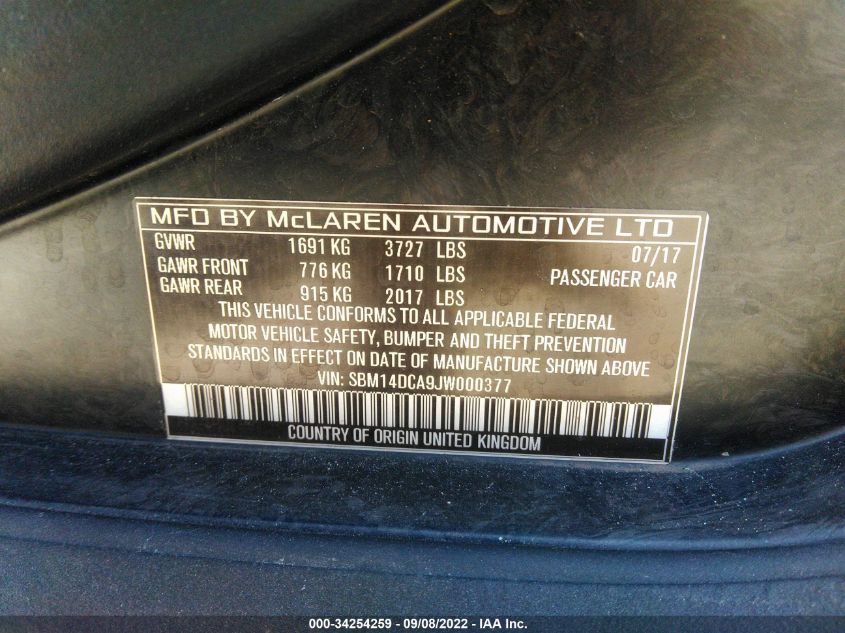 MFD BY McLAREN AUTOMOTIVE LTD
GVWR 1691 KG 3727 LBS 07/17
GAWR FRONT 776 KG 1710 LBS PASSENGER CAR
GAWR REAR 915 KG 2017 LBS
THIS VEHICLE CONFORMS TO ALL APPLICABLE FEDERAL
MOTOR VEHICLE SAFETY, BUMPER AND THEFT PREVENTION
STANDARDS IN EFFECT ON DATE OF MANUFACTURE SHOWN ABOVE
VIN: SBM14DCA9JW000377
COUNTRY OF ORIGIN UNITED KINGDOM
000-34254259 - 09/08/2022 - IAA Inc.